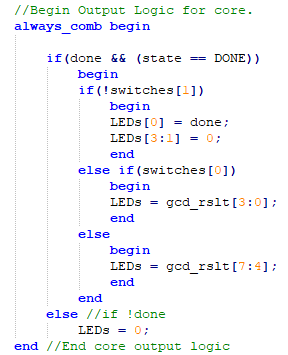 //Begin Output Logic for core.
always_comb begin
if(done && (state == DONE))
begin
if(!switches[1])
begin
LEDs[0] = done;
LEDs[3:1] = 0;
end
else if(switches[0])
begin
LEDs = gcd_rslt[3:0];
end
else
begin
LEDs = gcd_rslt[7:4];
end
end
else //if !done
LEDs = 0;
end //End core output logic